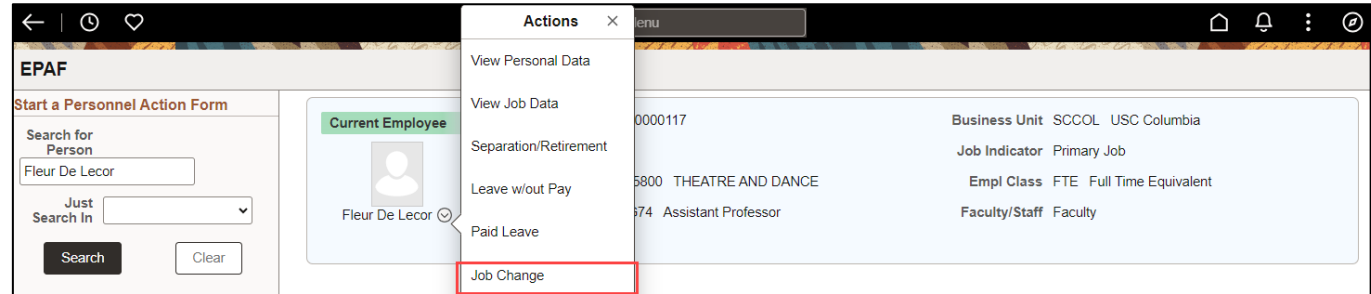 Actions
lenu
EPAF
Start a Personnel Action Form
Search for
Person
Fleur De Lecor
Just
Search In
Search
Clear
Current Employee
Fleur De Lecor
View Personal Data
View Job Data
Separation/Retirement
Leave w/out Pay
Paid Leave
Job Change
0000117
5800 THEATRE AND DANCE
G74 Assistant Professor
Business Unit SCCOL USC Columbia
Job Indicator Primary Job
Empl Class FTE Full Time Equivalent
Faculty/Staff Faculty